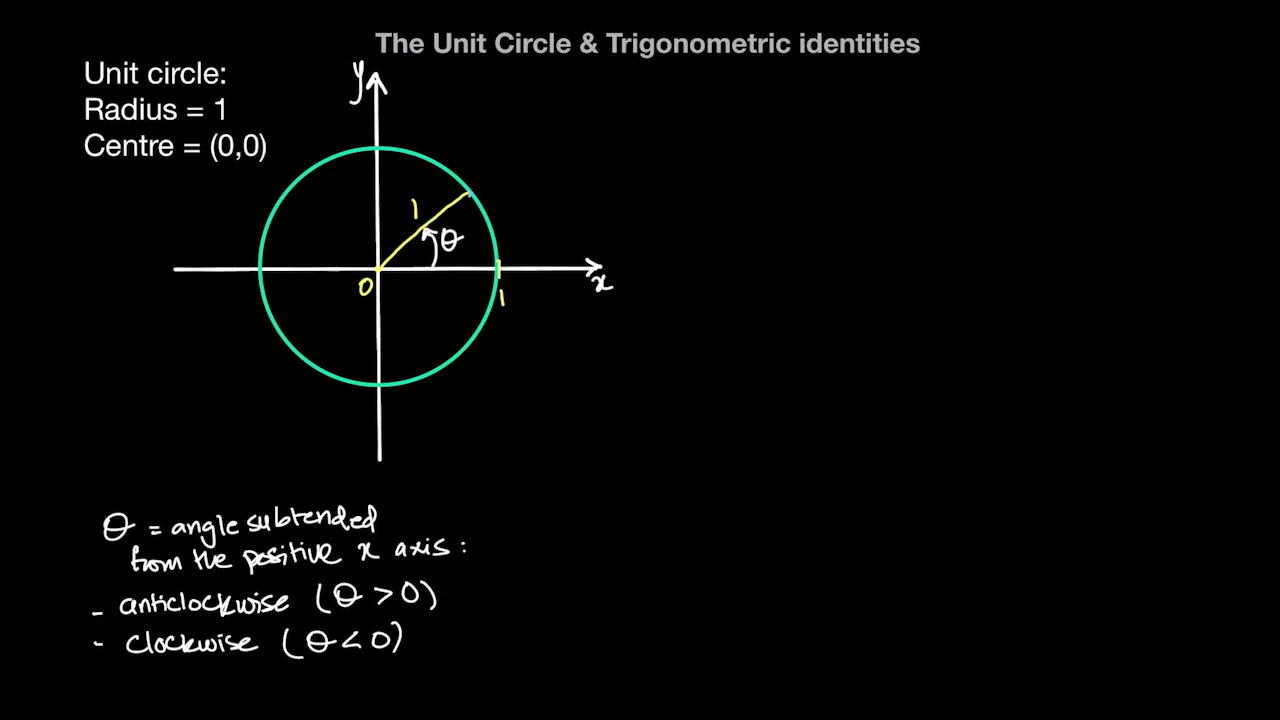 The Unit Circle & Trigonometric identities
Unit circle:
Radius = 1
Centre = (0,0)
y
1
θ
0
x
1
θ = angle subtended
from the positive x axis :
- anticlockwise (θ > 0)
- clockwise (θ < 0)